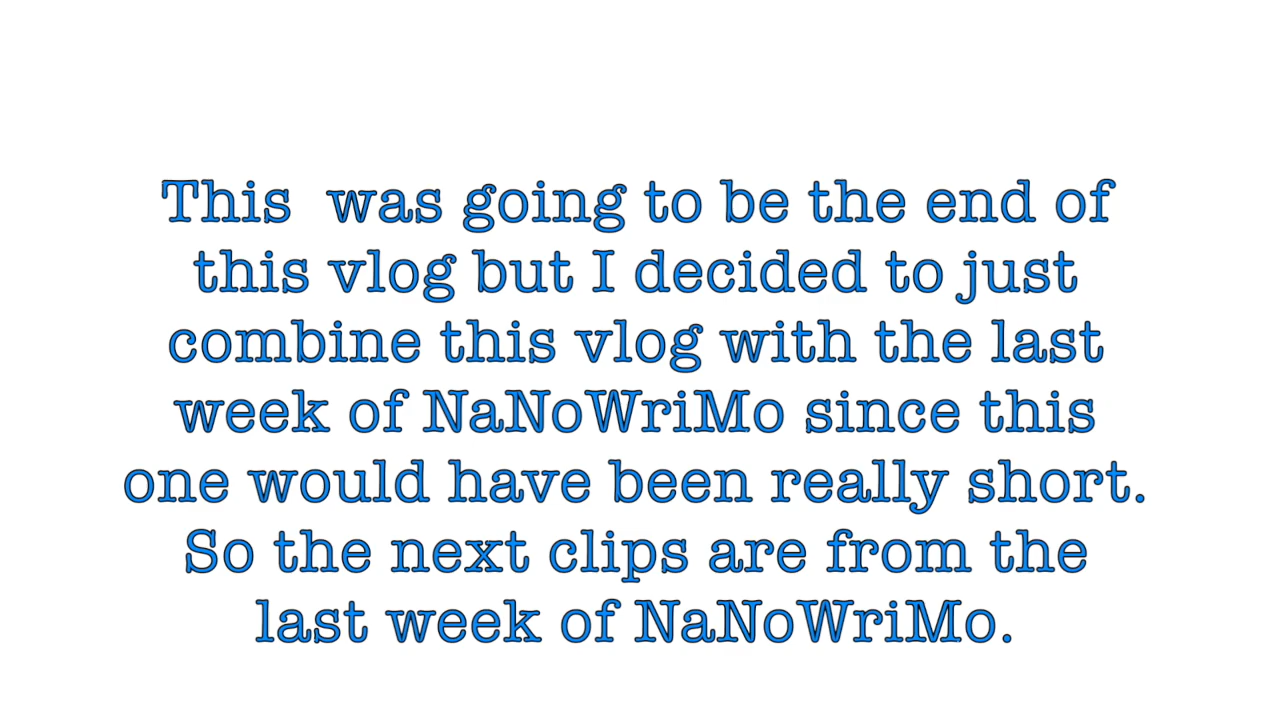 This  was going to be the end of
this vlog but I decided to just
combine this vlog with the last
week of NaNoWriMo since this
one would have been really short.
So the next clips are from the
last week of NaNoWriMo.